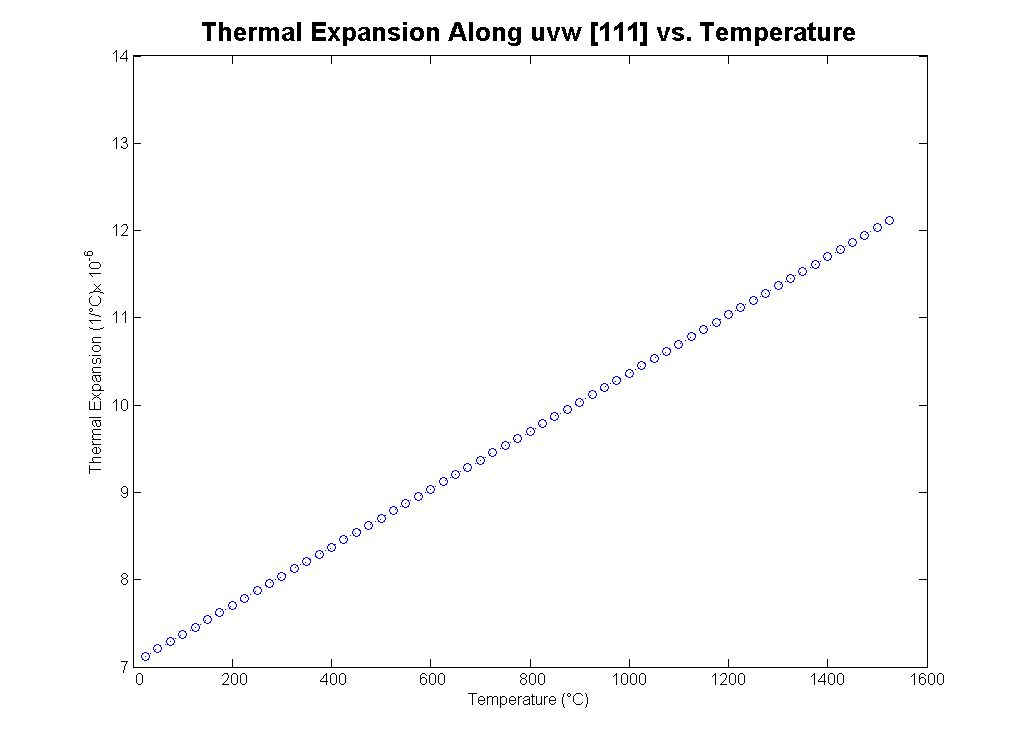 Thermal Expansion Along uvw [111] vs. Temperature
14
13
12
11
10
9
8
7
Thermal Expansion (1/°C)x 10-6
0 200 400 600 800 1000 1200 1400 1600
Temperature (°C)